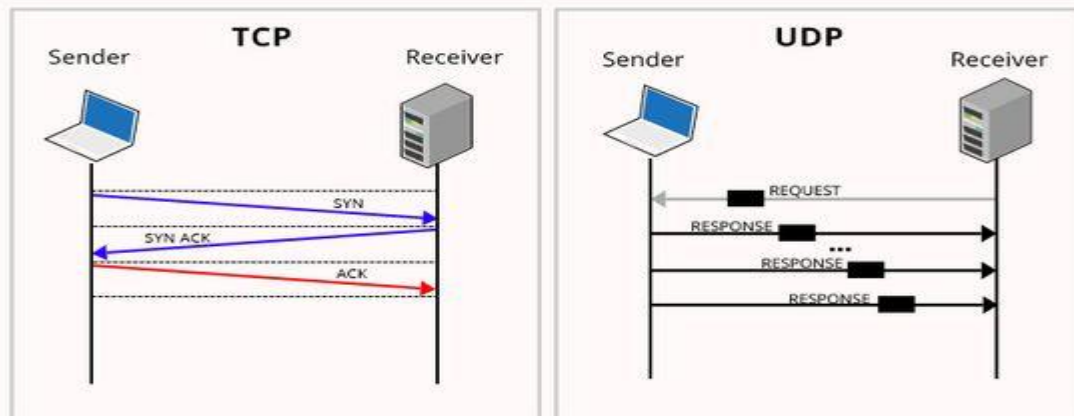 TCP
Sender
Receiver
SYN
SYN ACK
ACK
UDP
Sender
Receiver
REQUEST
RESPONSE
...
RESPONSE
RESPONSE